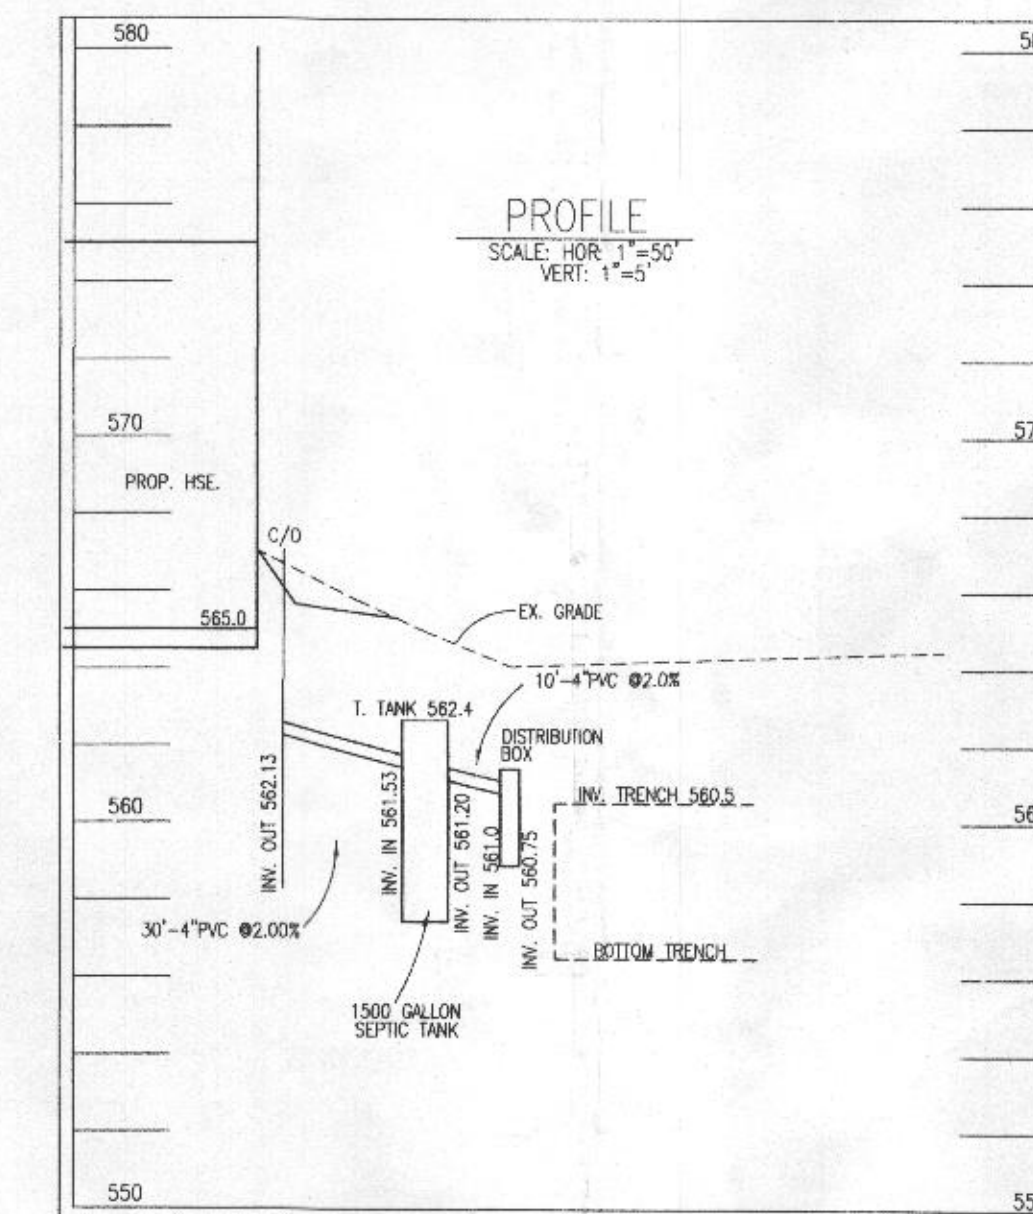 580
PROFILE
SCALE: HOR: 1"=50'
VERT: 1"=5'
570
PROP. HSE.
C/O
565.0
EX. GRADE
10'-4"PVC @2.0%
T. TANK 562.4
DISTRIBUTION
BOX
INV. OUT 562.13
INV. IN 561.53
INV. OUT 561.20
INV. IN 561.0
INV. OUT 560.75
INV. TRENCH 560.5
560
30'-4"PVC @2.00%
BOTTOM TRENCH
1500 GALLON
SEPTIC TANK
550